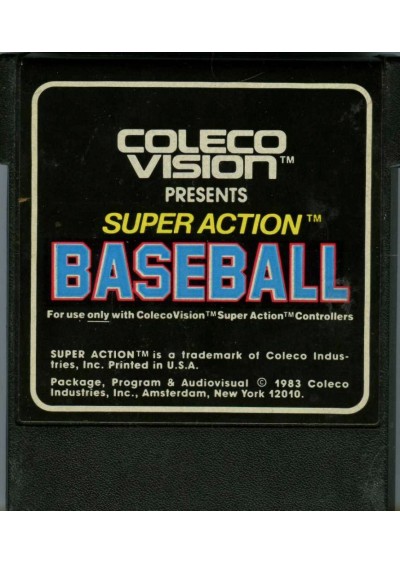 COLECO
VISION™
PRESENTS
SUPER ACTION™
BASEBALL
For use only with ColecoVision™ Super Action™ Controllers
SUPER ACTION™ is a trademark of Coleco Indus-
tries, Inc. Printed in U.S.A.
Package, Program & Audiovisual © 1983 Coleco
Industries, Inc., Amsterdam, New York 12010.